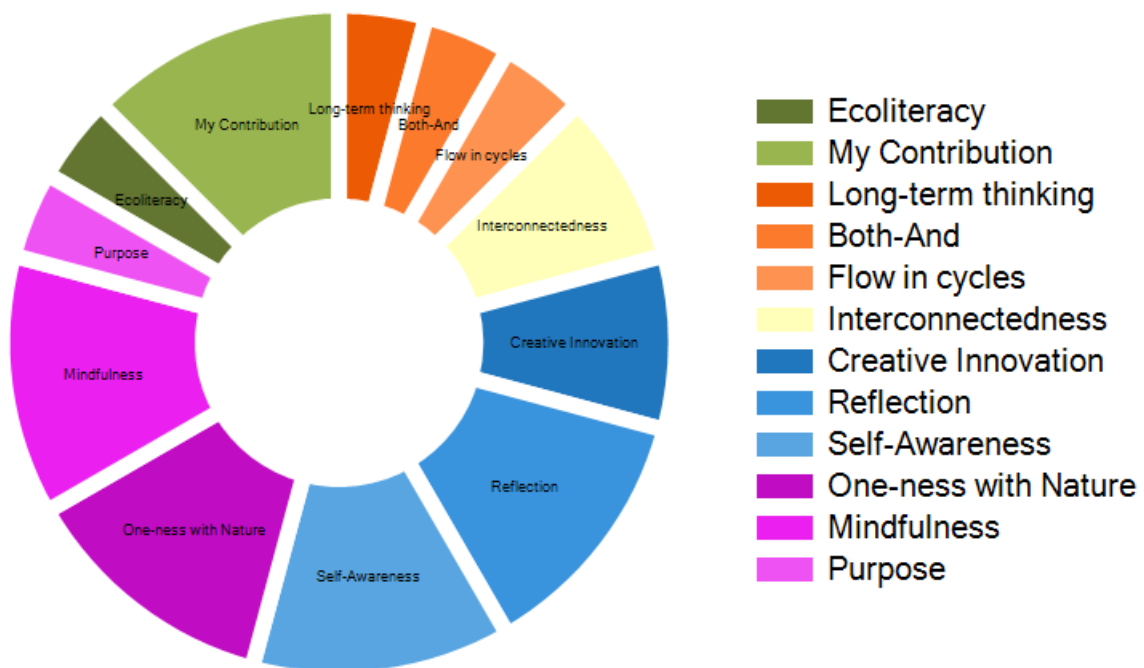 Long-term thinking
My Contribution
Both-And
Flow in cycles
Ecoliteracy
Interconnectedness
Purpose
Creative Innovation
Mindfulness
Reflection
One-ness with Nature
Self-Awareness
Ecoliteracy
My Contribution
Long-term thinking
Both-And
Flow in cycles
Interconnectedness
Creative Innovation
Reflection
Self-Awareness
One-ness with Nature
Mindfulness
Purpose